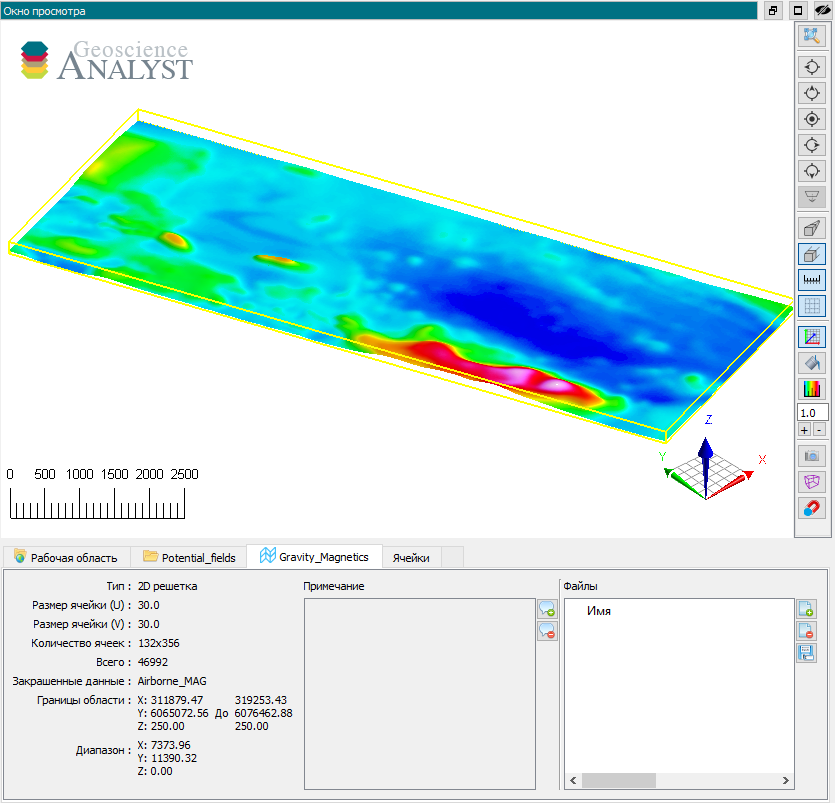 Окно просмотра
Geoscience
ANALYST
1.0
+ -
Z
Y
X
0 500 1000 1500 2000 2500
Рабочая область Potential_fields Gravity_Magnetics Ячейки
Тип : 2D решетка
Размер ячейки (U) : 30.0
Размер ячейки (V) : 30.0
Количество ячеек : 132x356
Всего : 46992
Закрашенные данные : Airborne_MAG
Границы области : X: 311879.47 319253.43
Y: 6065072.56 До 6076462.88
Z: 250.00 250.00
Диапазон : X: 7373.96
Y: 11390.32
Z: 0.00
Примечание
Файлы
Имя